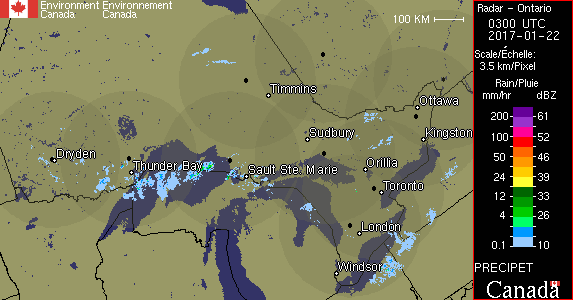 Environment Environnement
Canada Canada
100 KM
Timmins
Ottawa
Sudbury
Kingston
Dryden
Thunder Bay
Sault Ste. Marie
Orillia
Toronto
London
Windsor
Radar - Ontario
0300 UTC
2017-01-22
Scale/Échelle:
3.5 km/Pixel
Rain/Pluie
mm/hr dBZ
200 61
100 52
50 46
24 39
12 33
4 26
0.1 10
PRECIPET
Canada